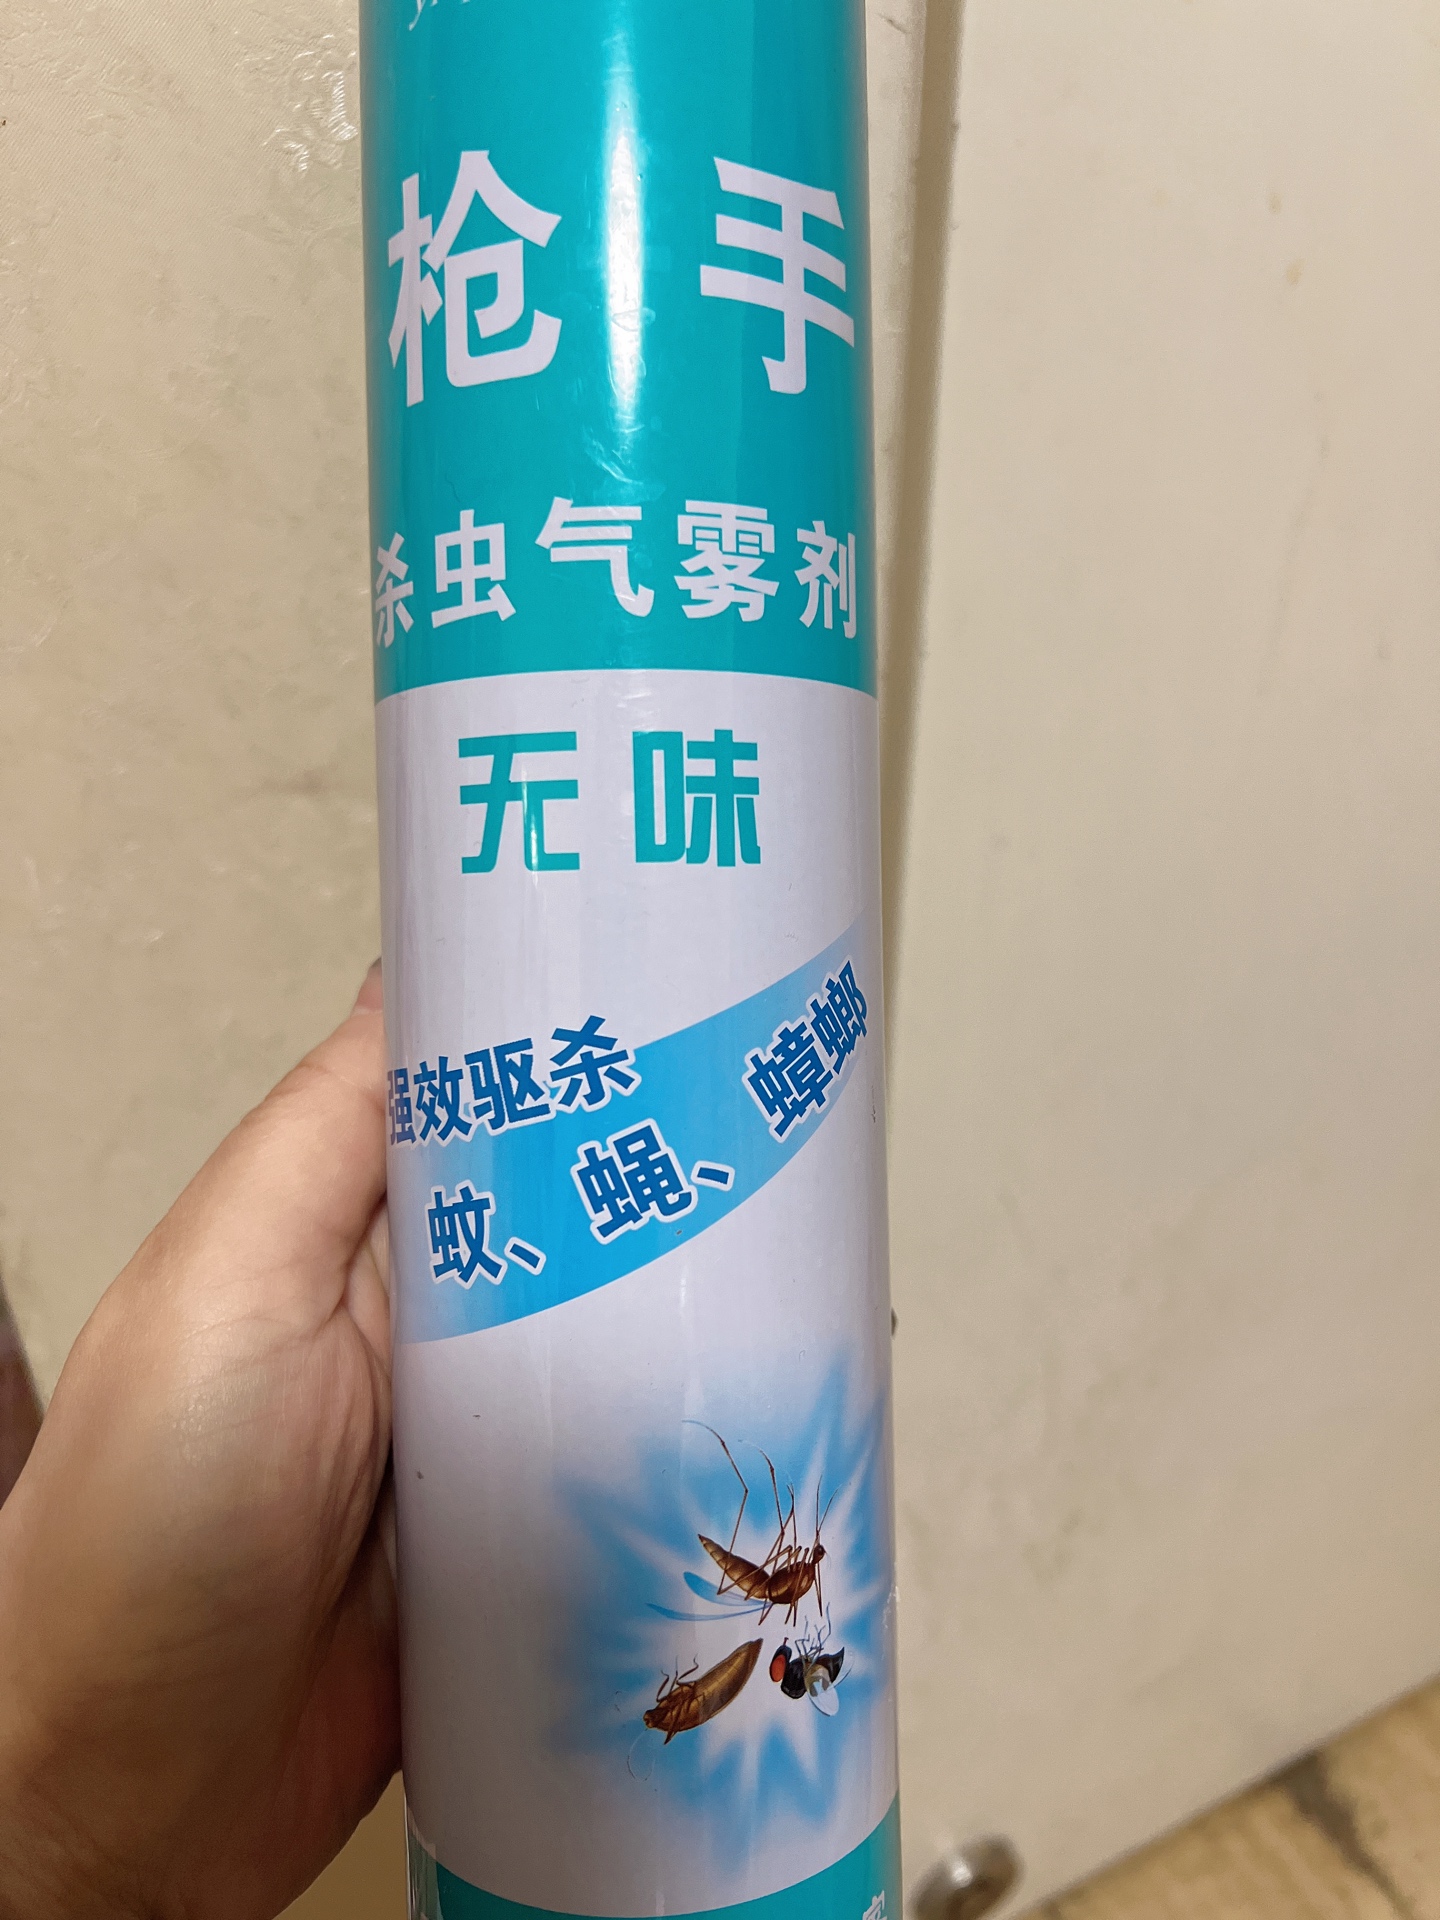 枪手
杀虫气雾剂
无味
强效驱杀
蚊、蝇、蟑螂